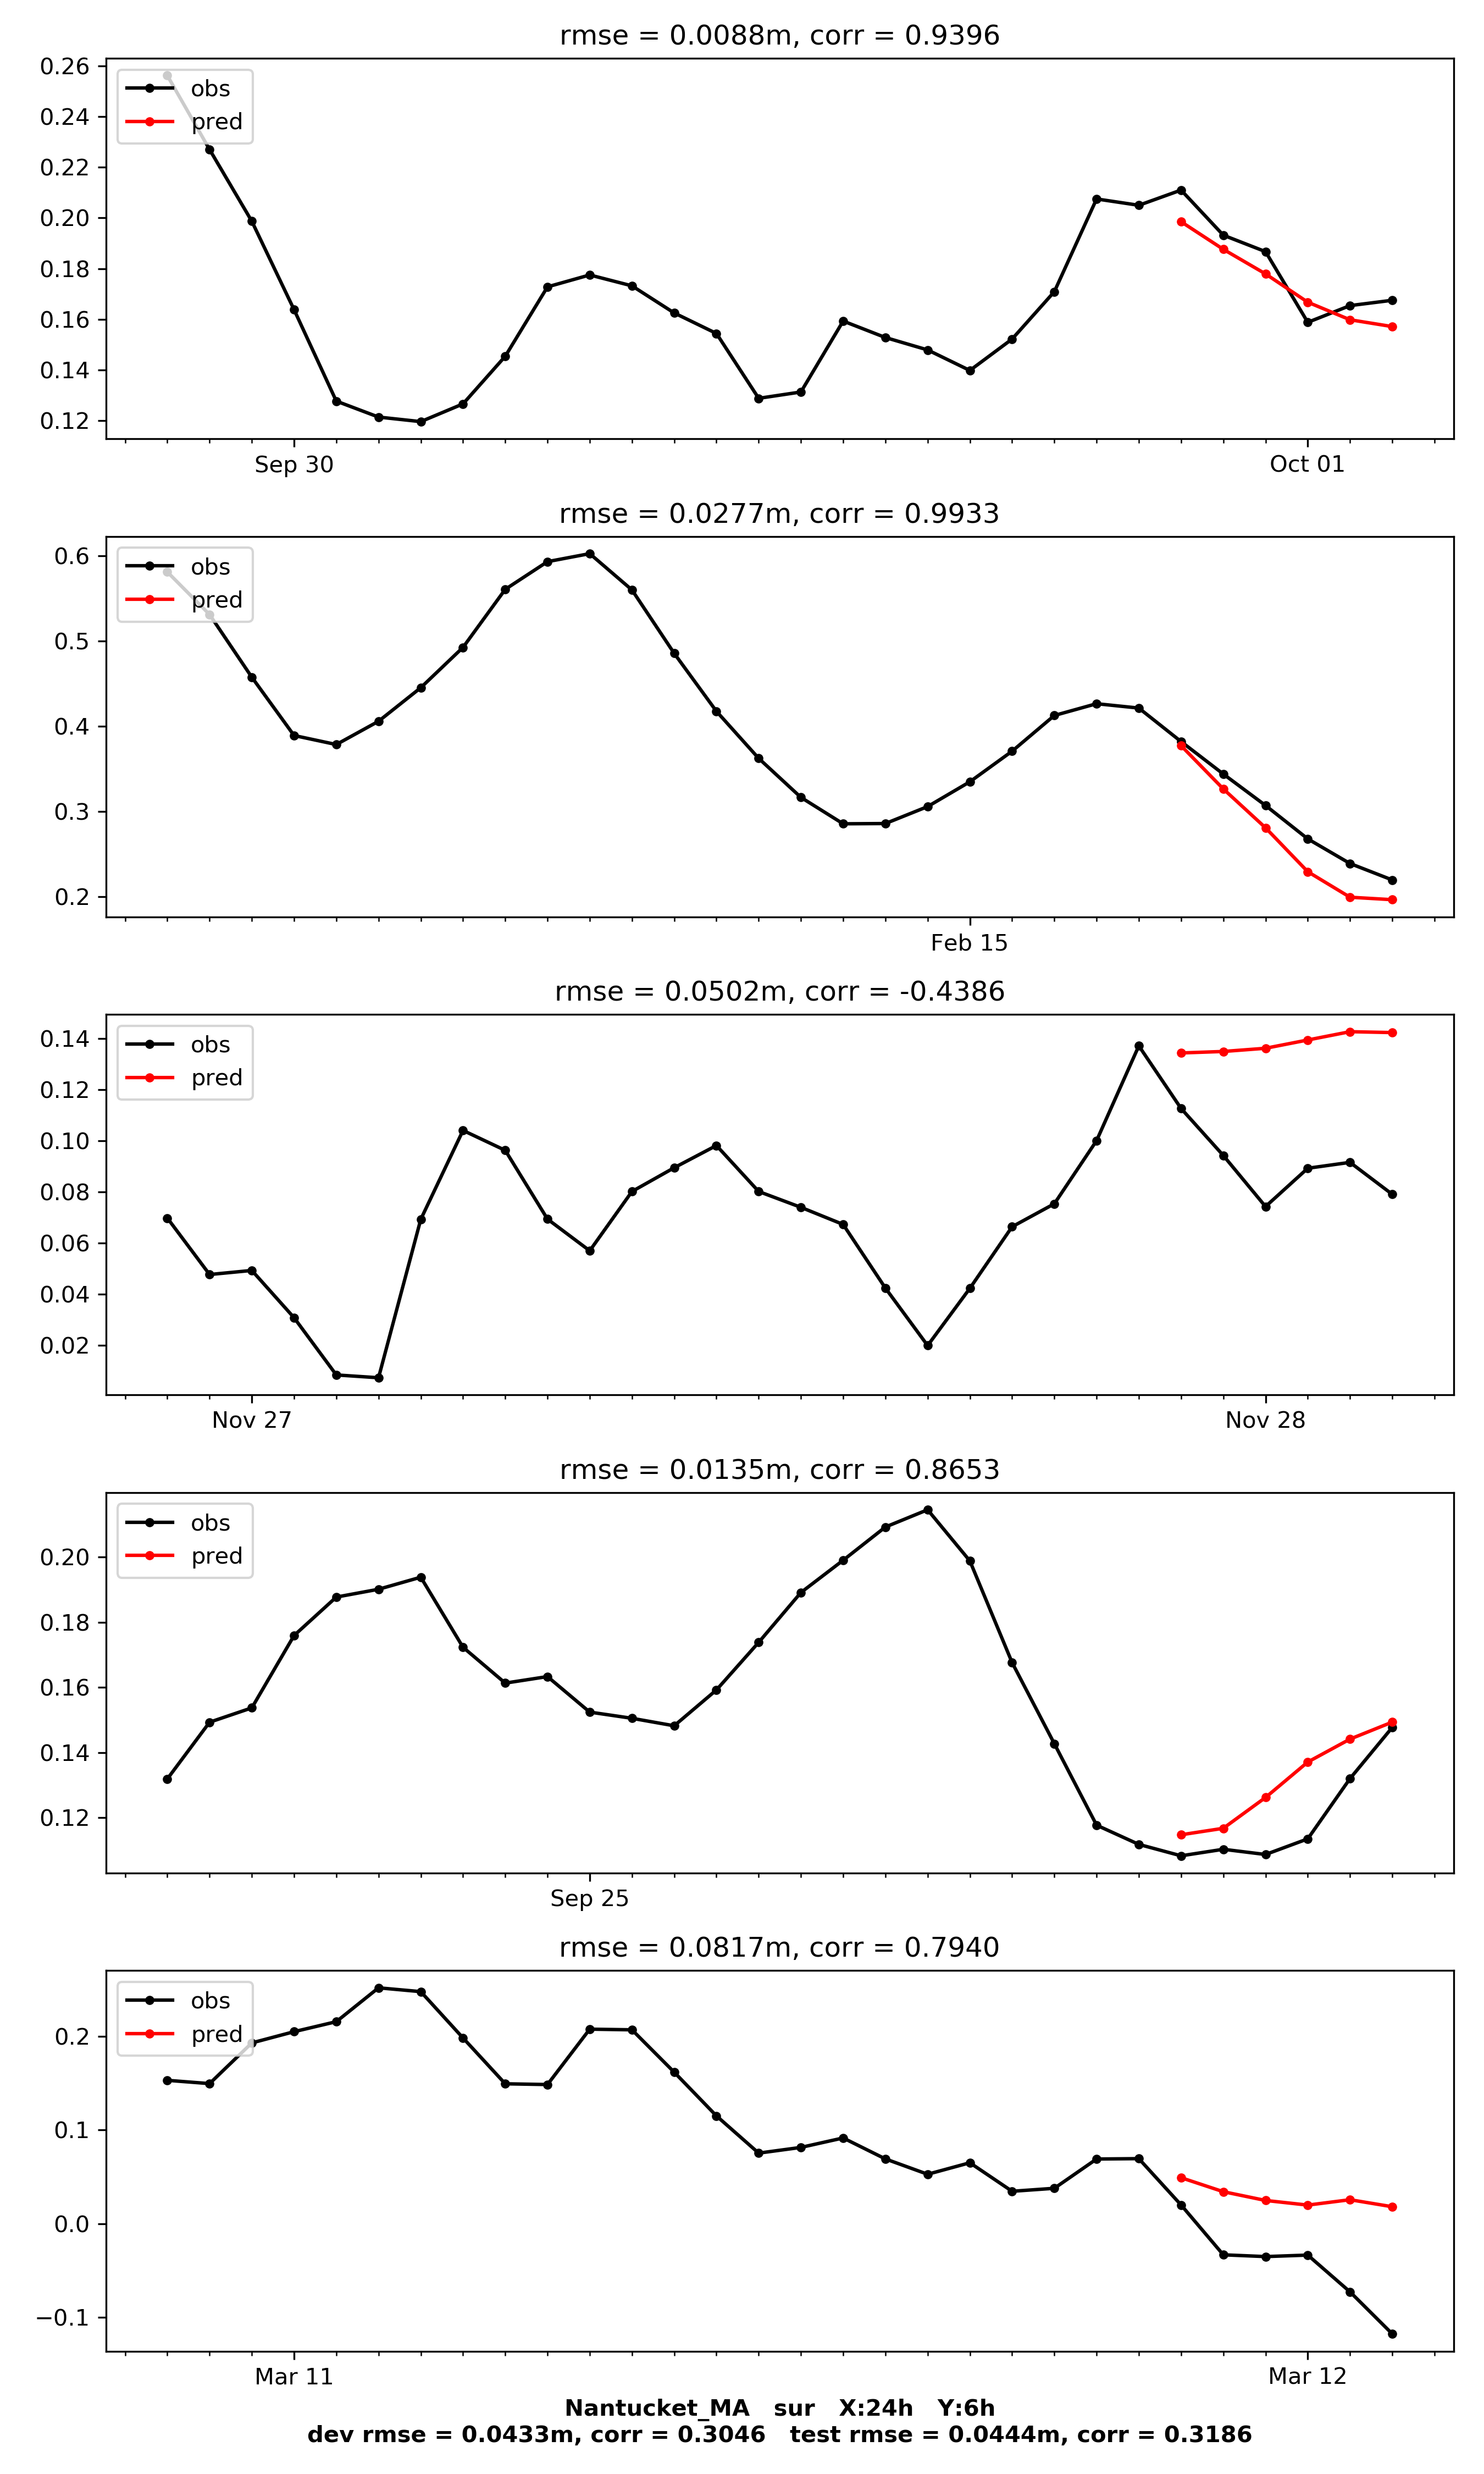 rmse = 0.0088m, corr = 0.9396
0.26
0.24
0.22
0.20
0.18
0.16
0.14
0.12
obs
pred
Sep 30
Oct 01
rmse = 0.0277m, corr = 0.9933
0.6
0.5
0.4
0.3
0.2
obs
pred
Feb 15
rmse = 0.0502m, corr = -0.4386
0.14
0.12
0.10
0.08
0.06
0.04
0.02
obs
pred
Nov 27
Nov 28
rmse = 0.0135m, corr = 0.8653
0.20
0.18
0.16
0.14
0.12
obs
pred
Sep 25
rmse = 0.0817m, corr = 0.7940
0.2
0.1
0.0
−0.1
obs
pred
Mar 11
Mar 12
Nantucket_MA   sur   X:24h   Y:6h
dev rmse = 0.0433m, corr = 0.3046   test rmse = 0.0444m, corr = 0.3186